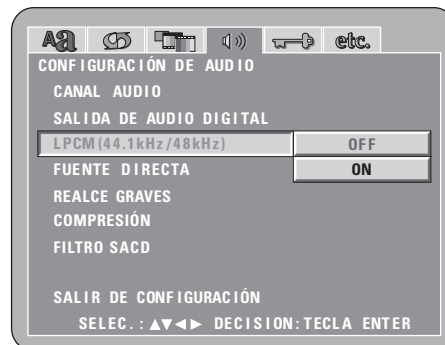 Aa etc.
CONFIGURACIÓN DE AUDIO
CANAL AUDIO
SALIDA DE AUDIO DIGITAL
LPCM(44.1kHz/48kHz) OFF
FUENTE DIRECTA ON
REALCE GRAVES
COMPRESIÓN
FILTRO SACD
SALIR DE CONFIGURACIÓN
SELEC.:▲▼◄► DECISION:TECLA ENTER